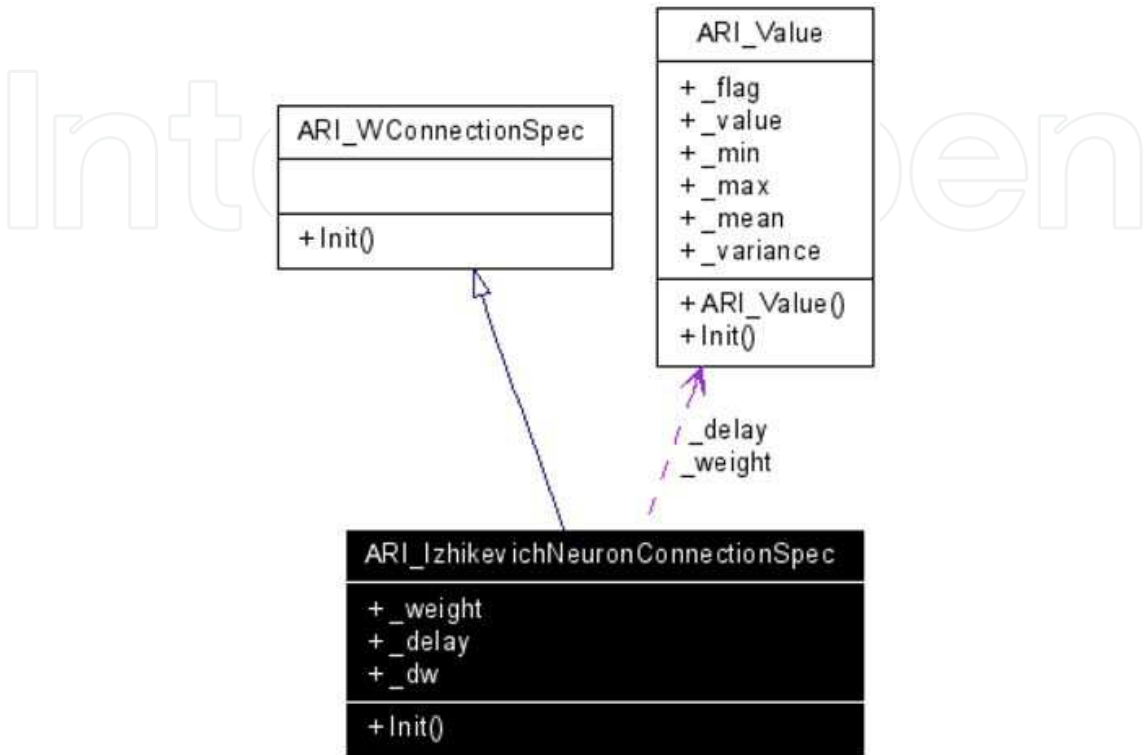 ARI_Value
+ _flag
+ _value
+ _min
+ _max
+ _mean
+ _variance
+ ARI_Value()
+ Init()
ARI_WConnectionSpec
+ Init()
_delay
_weight
ARI_IzhikevichNeuronConnectionSpec
+ _weight
+ _delay
+ _dw
+ Init()